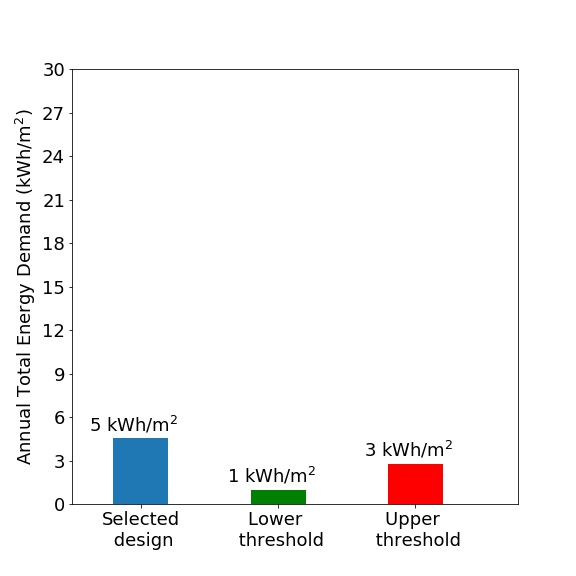 Annual Total Energy Demand (kWh/m²)
30
27
24
21
18
15
12
9
6
3
0
5 kWh/m²
1 kWh/m²
3 kWh/m²
Selected
design
Lower
threshold
Upper
threshold